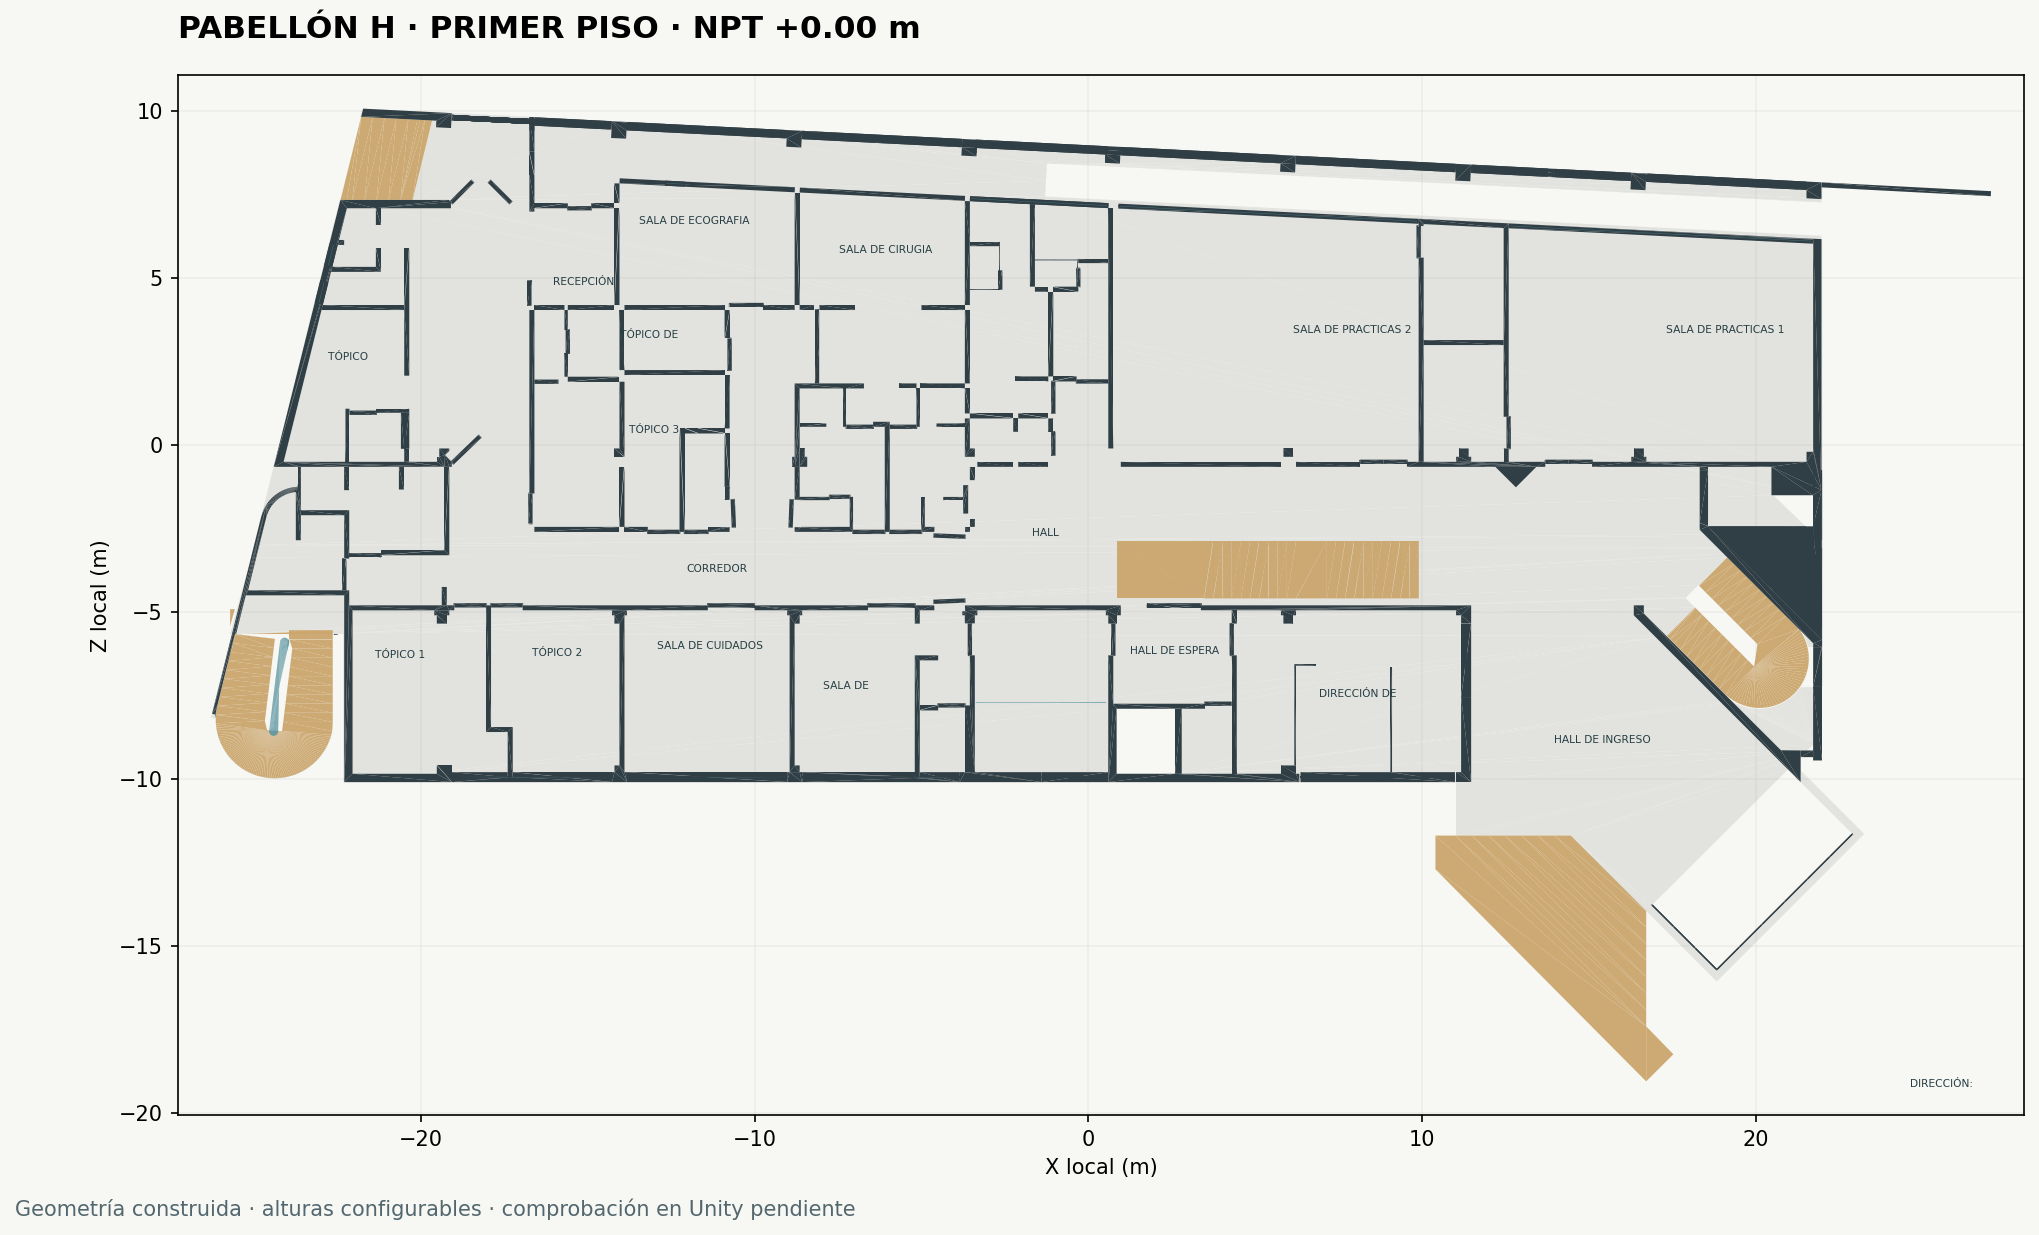 PABELLÓN H · PRIMER PISO · NPT +0.00 m
10
5
0
−5
−10
−15
−20
Z local (m)
SALA DE ECOGRAFIA
SALA DE CIRUGIA
RECEPCIÓN
TÓPICO DE
SALA DE PRACTICAS 2
SALA DE PRACTICAS 1
TÓPICO
TÓPICO 3
HALL
CORREDOR
TÓPICO 1
TÓPICO 2
SALA DE CUIDADOS
HALL DE ESPERA
SALA DE
DIRECCIÓN DE
HALL DE INGRESO
DIRECCIÓN:
−20
−10
0
10
20
X local (m)
Geometría construida · alturas configurables · comprobación en Unity pendiente